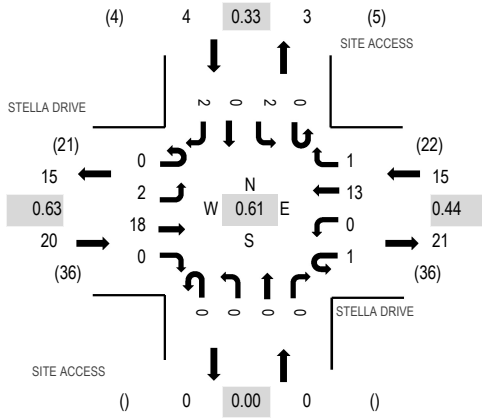 (4) 4 0.33 3 (5)
SITE ACCESS
STELLA DRIVE
2 0 2 0
(21) (22)
15 0 1 15
0.63 2 N 13 0.44
W 0.61 E
20 18 S 0 21
(36) 0 1 (36)
0 0 0 0
STELLA DRIVE
SITE ACCESS
() 0 0.00 0 ()